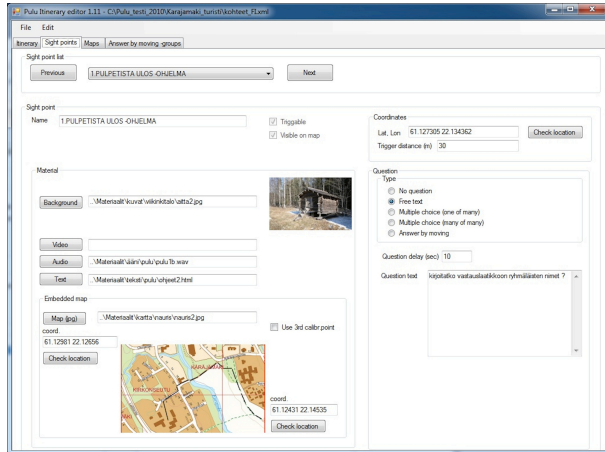 Pulu Itinerary editor 1.11 - C:\Pulu_testi_2010\Karajamaki_turisti\kohteet_FI.xml
File Edit
Itinerary Sight points Maps Answer by moving -groups
Sight point list
Previous 1.PULPETISTA ULOS -OHJELMA Next
Sight point
Name 1.PULPETISTA ULOS -OHJELMA
Triggable
Visible on map
Coordinates
Lat, Lon 61.127305 22.134362 Check location
Trigger distance (m) 30
Material
Background ..\Materiaalit\kuvat\wiikinkitalo\aitta2.jpg
Video
Audio ..\Materiaalit\ääni\pulu\pulu1b.wav
Text ..\Materiaalit\teksti\pulu\ohjeet2.html
Embedded map
Map (jpg) ..\Materiaalit\kartta\nauris\nauris2.jpg
Use 3rd calibr.point
coord.
61.12981 22.12656
Check location
KÄRÄJÄMÄKI
KIRKONSEUTU
coord.
61.12431 22.14535
Check location
Question
Type
No question
Free text
Multiple choice (one of many)
Multiple choice (many of many)
Answer by moving
Question delay (sec) 10
Question text kirjoitatko vastauslaatikkoon ryhmäläisten nimet ?